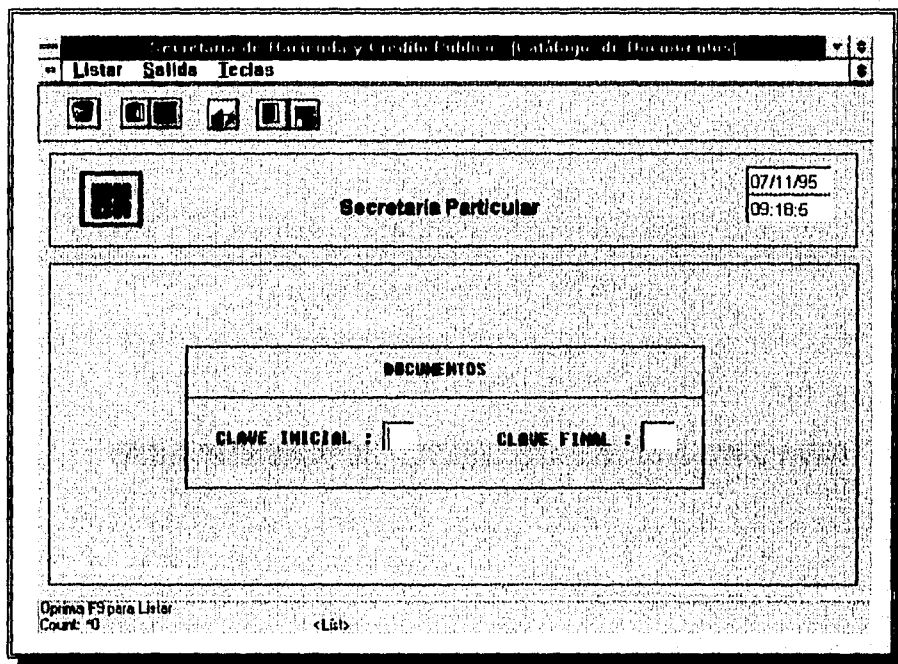 Secretaria de Hacienda y Credito Publico - [Catálogo de Documentos]
Listar Salida Teclas
Secretaría Particular
07/11/95
09:18:5
DOCUMENTOS
CLAVE INICIAL : CLAVE FINAL :
Oprima F9 para Listar
Count: *0 <List>